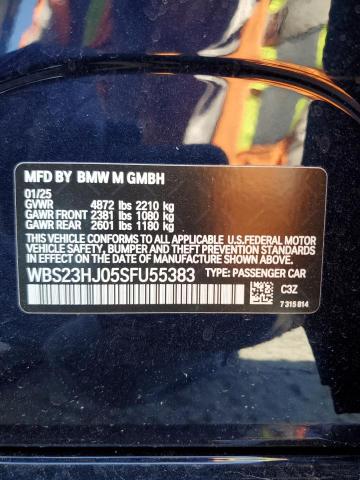 MFD BY BMW M GMBH
01/25
GVWR 4872 lbs 2210 kg
GAWR FRONT 2381 lbs 1080 kg
GAWR REAR 2601 lbs 1180 kg
THIS VEHICLE CONFORMS TO ALL APPLICABLE U.S.FEDERAL MOTOR
VEHICLE SAFETY, BUMPER, AND THEFT PREVENTION STANDARDS
IN EFFECT ON THE DATE OF MANUFACTURE SHOWN ABOVE.
WBS23HJ05SFU55383 TYPE: PASSENGER CAR
C3Z
7 315 814